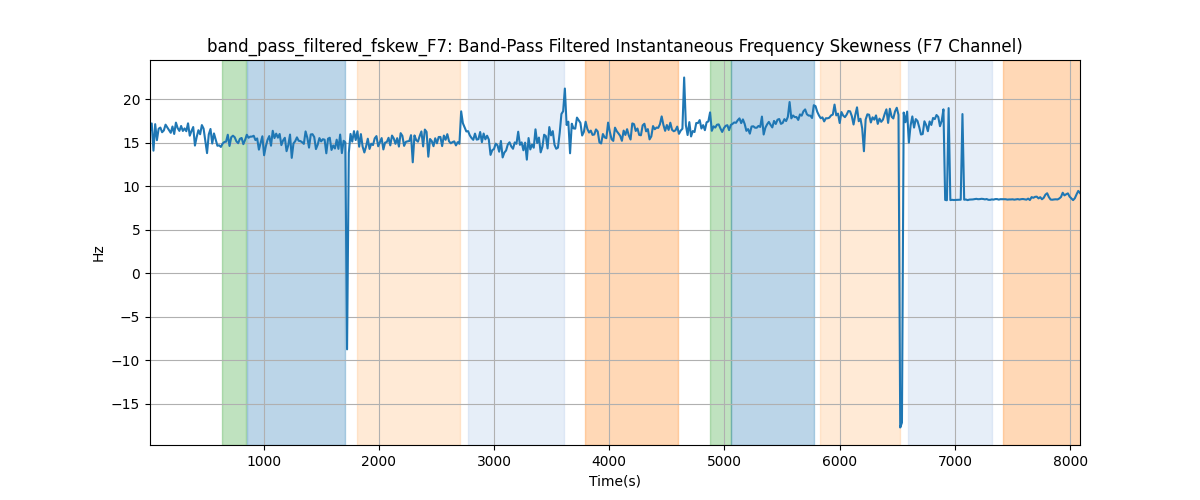 band_pass_filtered_fskew_F7: Band-Pass Filtered Instantaneous Frequency Skewness (F7 Channel)
20
15
10
5
0
−5
−10
−15
Hz
1000 2000 3000 4000 5000 6000 7000 8000
Time(s)